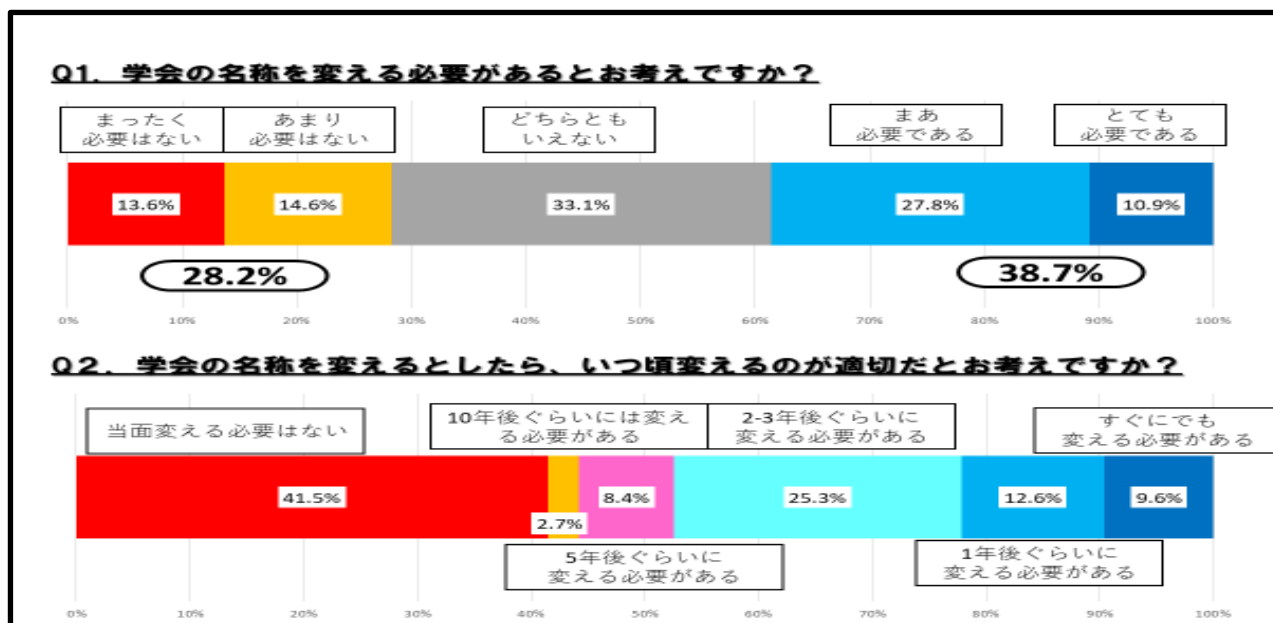 Q1. 学会の名称を変える必要があるとお考えですか？
まったく
必要はない
あまり
必要はない
どちらとも
いえない
まあ
必要である
とても
必要である
13.6%
14.6%
33.1%
27.8%
10.9%
28.2%
38.7%
0%
10%
20%
30%
40%
50%
60%
70%
80%
90%
100%
Q2. 学会の名称を変えるとしたら、いつ頃変えるのが適切だとお考えですか？
当面変える必要はない
10年後ぐらいには変え
る必要がある
2-3年後ぐらいに
変える必要がある
すぐにでも
変える必要がある
41.5%
2.7%
8.4%
25.3%
12.6%
9.6%
5年後ぐらいに
変える必要がある
1年後ぐらいに
変える必要がある
0%
10%
20%
30%
40%
50%
60%
70%
80%
90%
100%